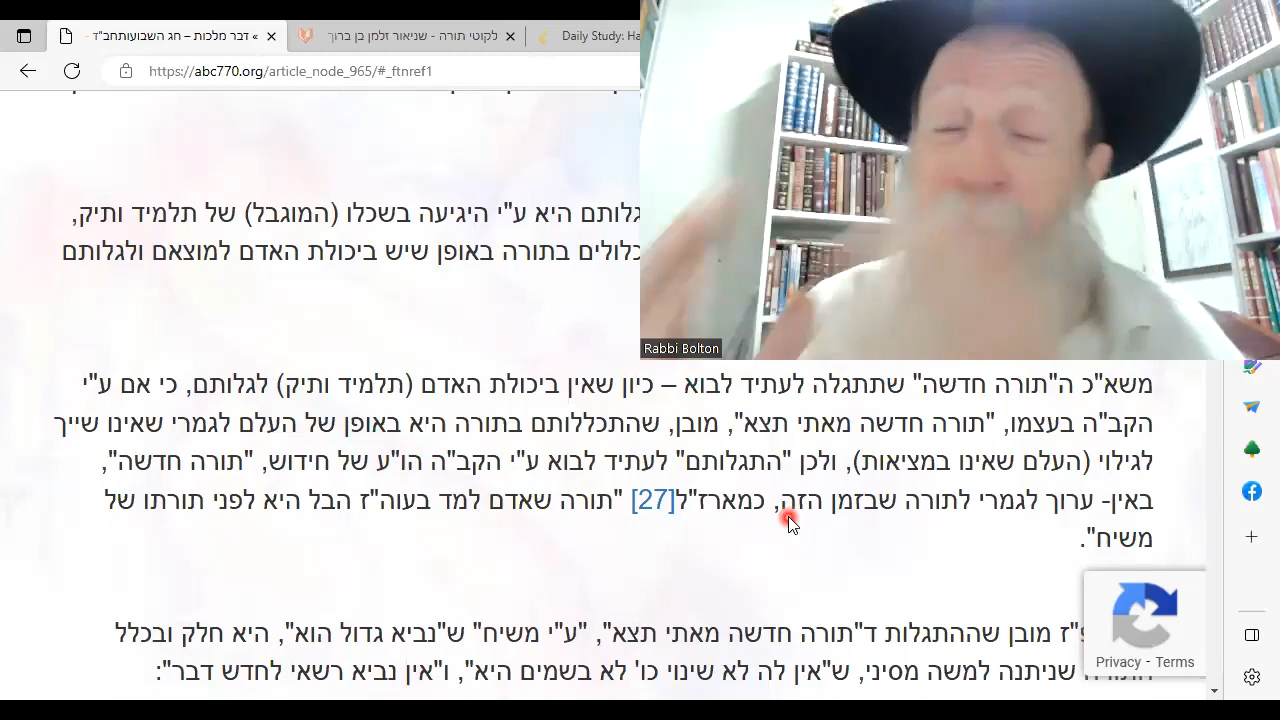 » דבר מלכות – חג השבועותחב"ד -
לקוטי תורה - שניאור זלמן בן ברוך
Daily Study: Ha
https://abc770.org/article_node_965/#_ftnref1
גלותם היא ע"י היגיעה בשכלו (המוגבל) של תלמיד ותיק,
כלולים בתורה באופן שיש ביכולת האדם למוצאם ולגלותם
Rabbi Bolton
משא"כ ה"תורה חדשה" שתתגלה לעתיד לבוא – כיון שאין ביכולת האדם (תלמיד ותיק) לגלותם, כי אם ע"י
הקב"ה בעצמו, "תורה חדשה מאתי תצא", מובן, שהתכללותם בתורה היא באופן של העלם לגמרי שאינו שייך
לגילוי (העלם שאינו במציאות), ולכן "התגלותם" לעתיד לבוא ע"י הקב"ה הו"ע של חידוש, "תורה חדשה",
באין- ערוך לגמרי לתורה שבזמן הזה, כמארז"ל[27] "תורה שאדם למד בעוה"ז הבל היא לפני תורתו של
משיח".
פ"ז מובן שההתגלות ד"תורה חדשה מאתי תצא", "ע"י משיח" ש"נביא גדול הוא", היא חלק ובכלל
שניתנה למשה מסיני, ש"אין לה לא שינוי כו' לא בשמים היא", ו"אין נביא רשאי לחדש דבר":
Privacy - Terms